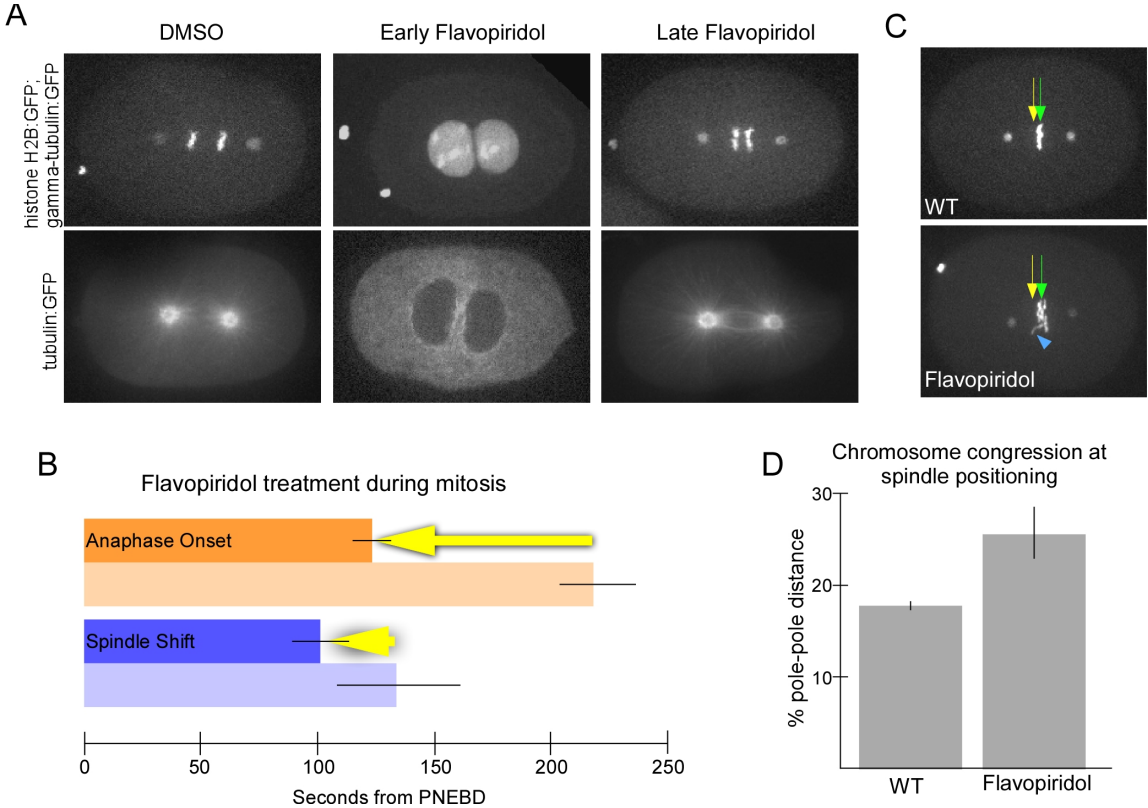 A
DMSO
Early Flavopiridol
Late Flavopiridol
histone H2B:GFP;
gamma-tubulin:GFP
tubulin:GFP
C
WT
Flavopiridol
B
Flavopiridol treatment during mitosis
Anaphase Onset
Spindle Shift
0
50
100
150
200
250
Seconds from PNEBD
D
Chromosome congression at
spindle positioning
% pole-pole distance
30
20
10
WT
Flavopiridol